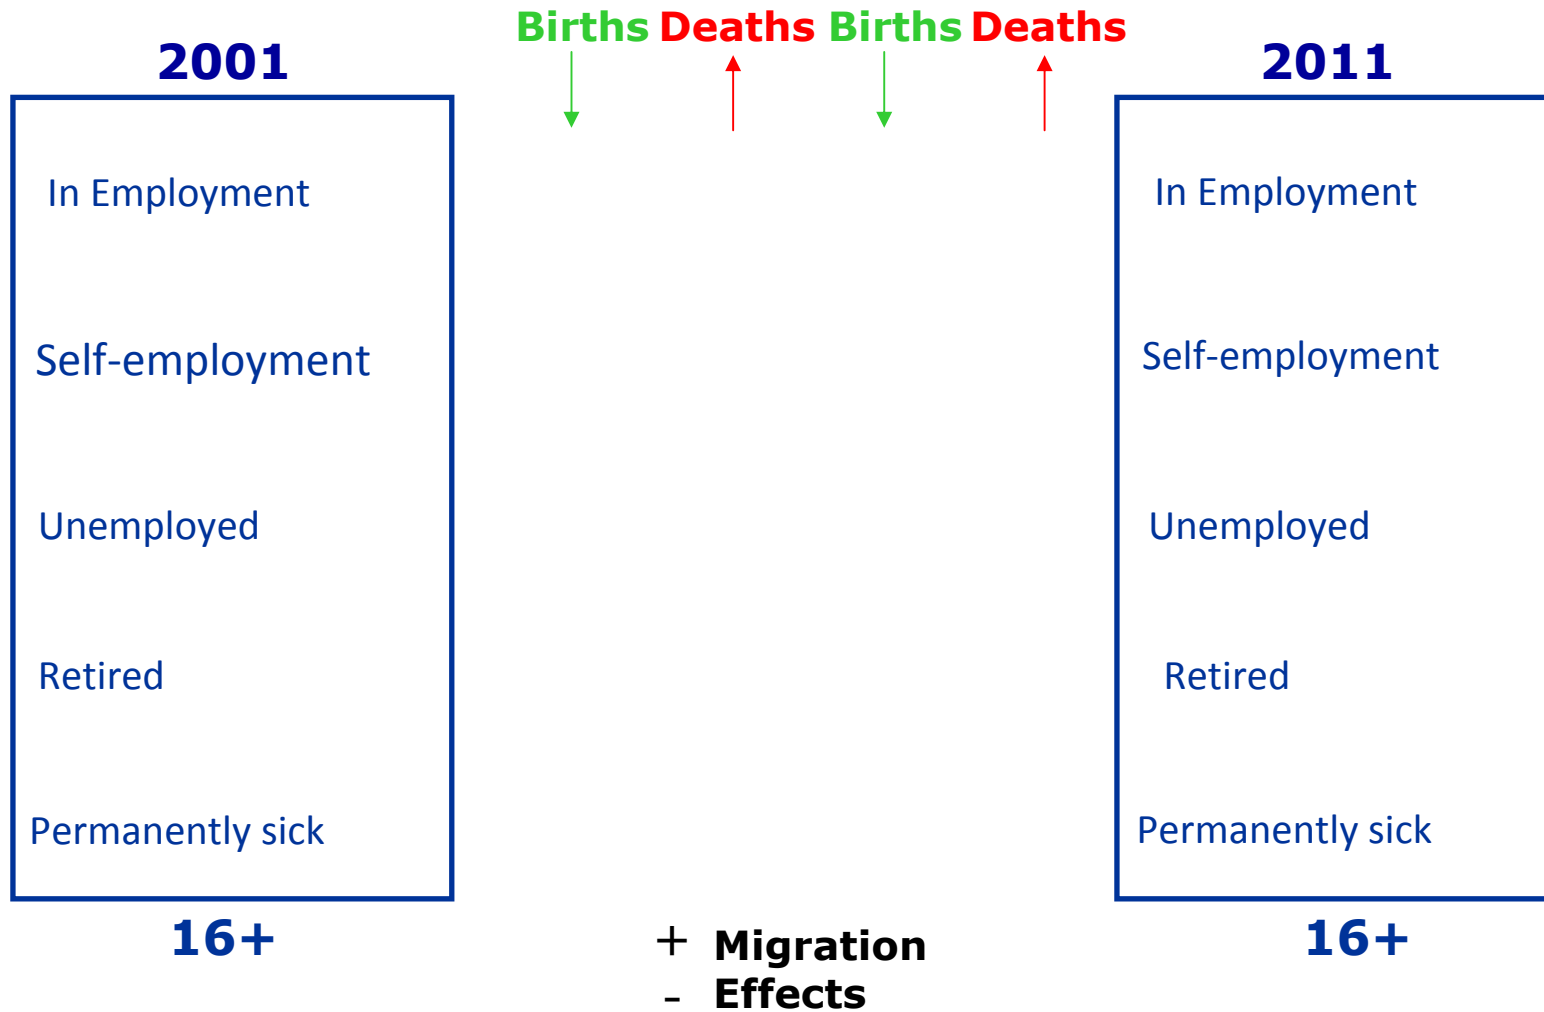 Births Deaths Births Deaths
2001
2011
In Employment
Self-employment
Unemployed
Retired
Permanently sick
In Employment
Self-employment
Unemployed
Retired
Permanently sick
16+
16+
+ Migration
- Effects